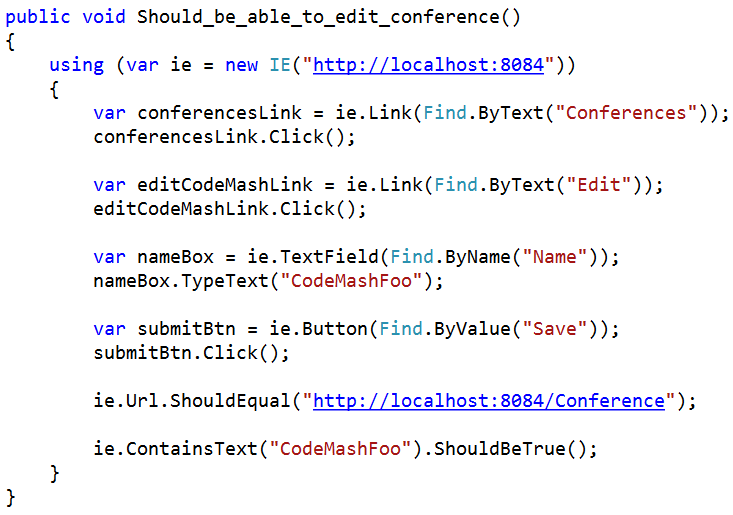 public void Should_be_able_to_edit_conference()
{
    using (var ie = new IE("http://localhost:8084"))
    {
        var conferencesLink = ie.Link(Find.ByText("Conferences"));
        conferencesLink.Click();

        var editCodeMashLink = ie.Link(Find.ByText("Edit"));
        editCodeMashLink.Click();

        var nameBox = ie.TextField(Find.ByName("Name"));
        nameBox.TypeText("CodeMashFoo");

        var submitBtn = ie.Button(Find.ByValue("Save"));
        submitBtn.Click();

        ie.Url.ShouldEqual("http://localhost:8084/Conference");

        ie.ContainsText("CodeMashFoo").ShouldBeTrue();
    }
}